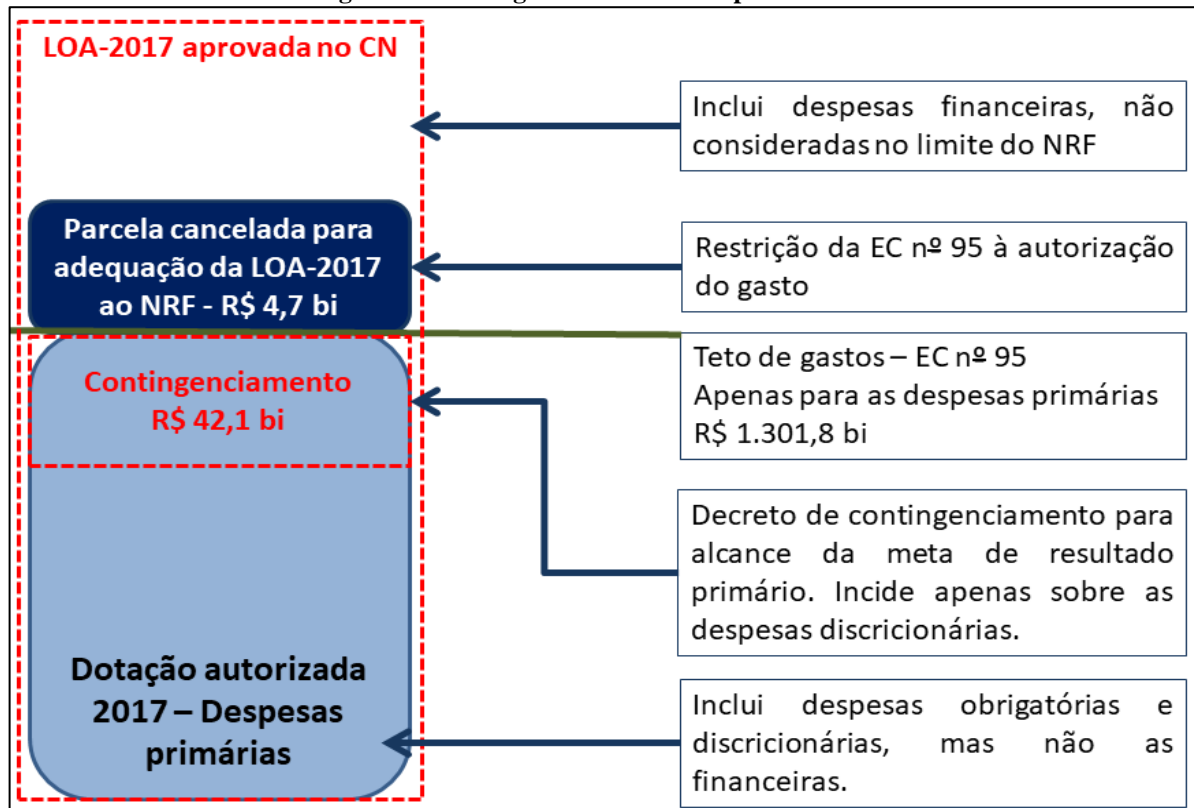 LOA-2017 aprovada no CN
Inclui despesas financeiras, não
consideradas no limite do NRF
Parcela cancelada para
adequação da LOA-2017
ao NRF - R$ 4,7 bi
Restrição da EC nº 95 à autorização
do gasto
Contingenciamento
R$ 42,1 bi
Teto de gastos – EC nº 95
Apenas para as despesas primárias
R$ 1.301,8 bi
Decreto de contingenciamento para
alcance da meta de resultado
primário. Incide apenas sobre as
despesas discricionárias.
Dotação autorizada
2017 – Despesas
primárias
Inclui despesas obrigatórias e
discricionárias, mas não as
financeiras.